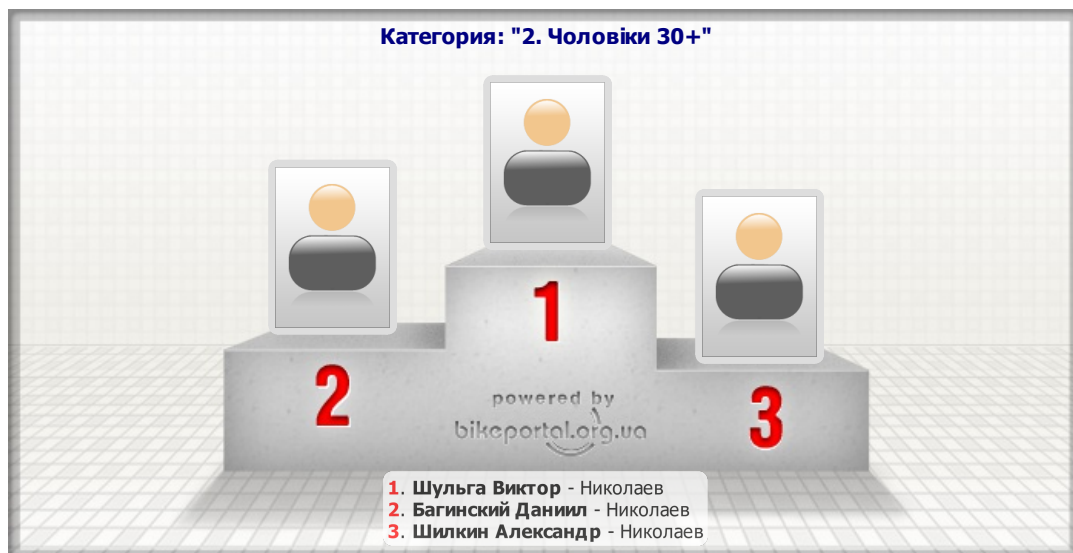 Категория: "2. Чоловіки 30+"
1
2
3
powered by
bikeportal.org.ua
1. Шульга Виктор - Николаев
2. Багинский Даниил - Николаев
3. Шилкин Александр - Николаев